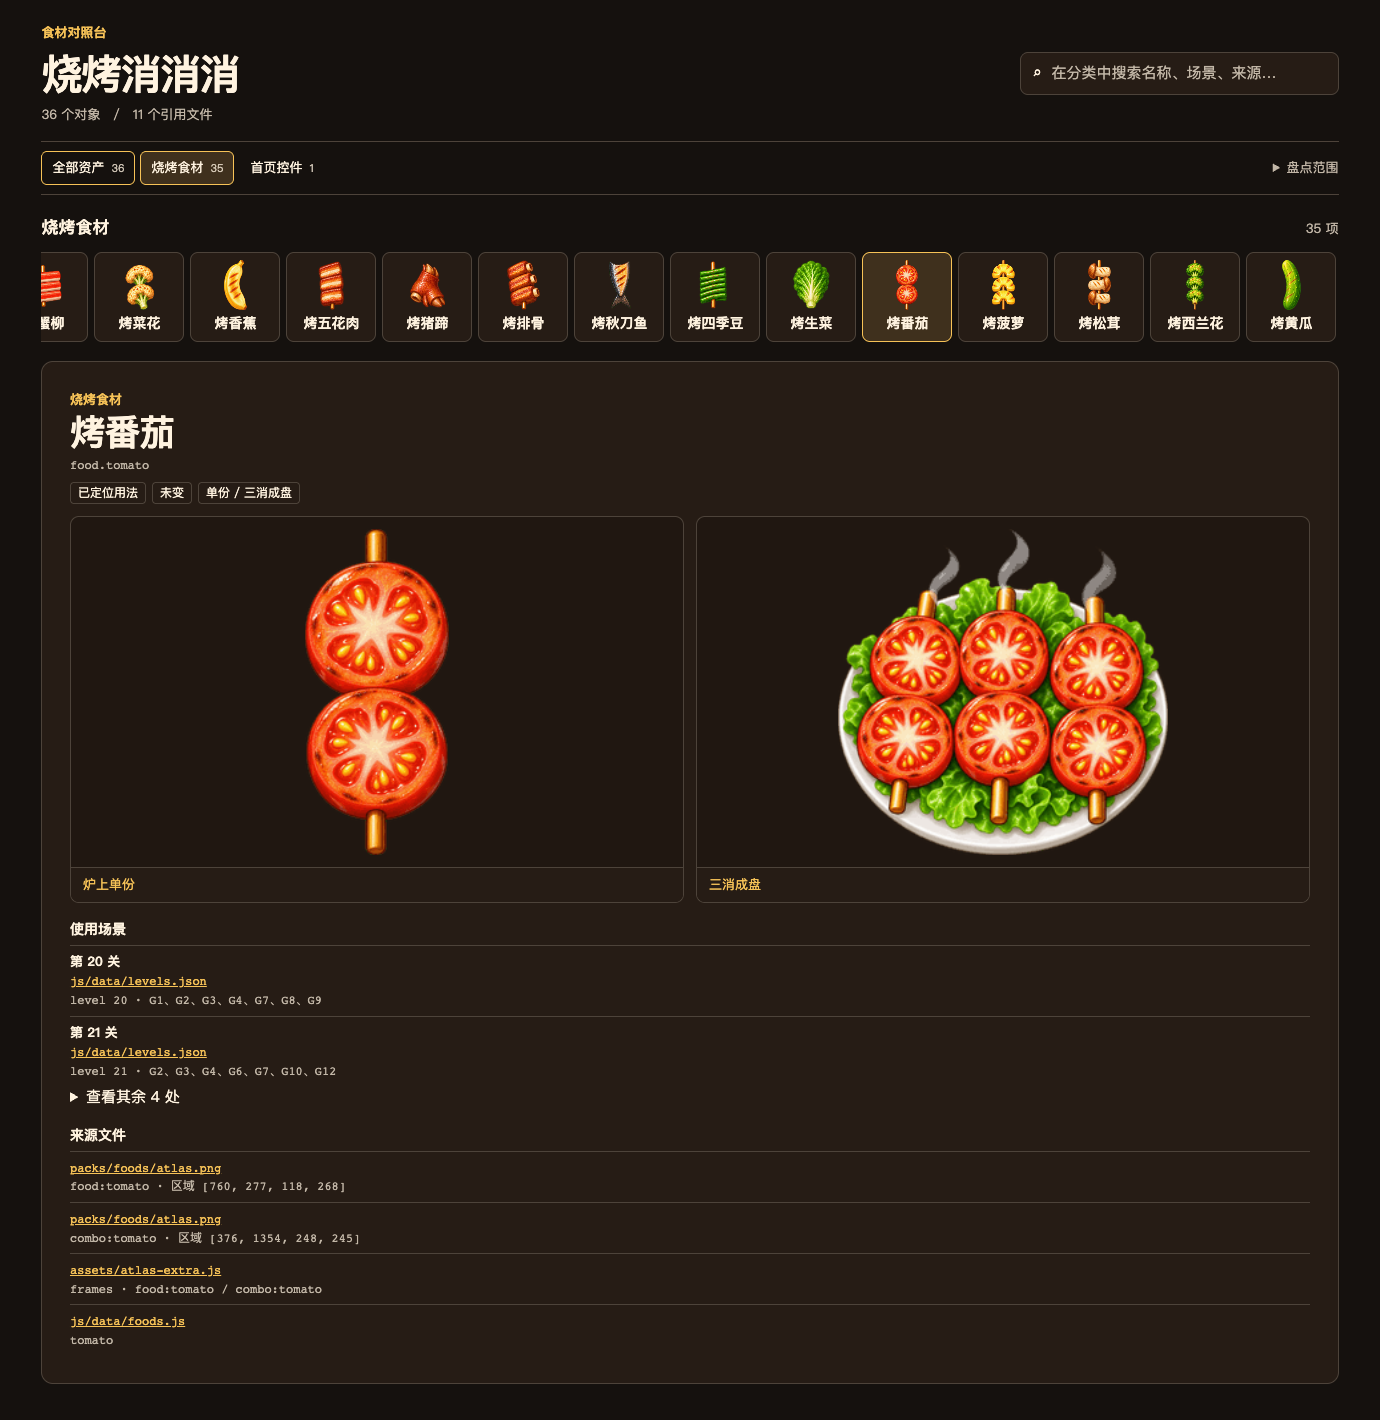 食材对照台
烧烤消消消
36 个对象 / 11 个引用文件
在分类中搜索名称、场景、来源...
全部资产 36
烧烤食材 35
首页控件 1
▶ 盘点范围
烧烤食材
35 项
蟹柳
烤菜花
烤香蕉
烤五花肉
烤猪蹄
烤排骨
烤秋刀鱼
烤四季豆
烤生菜
烤番茄
烤菠萝
烤松茸
烤西兰花
烤黄瓜
烧烤食材
烤番茄
food.tomato
已定位用法
未变
单份 / 三消成盘
炉上单份
三消成盘
使用场景
第 20 关
js/data/levels.json
level 20 · G1、G2、G3、G4、G7、G8、G9
第 21 关
js/data/levels.json
level 21 · G2、G3、G4、G6、G7、G10、G12
▶ 查看其余 4 处
来源文件
packs/foods/atlas.png
food:tomato · 区域 [760, 277, 118, 268]
packs/foods/atlas.png
combo:tomato · 区域 [376, 1354, 248, 245]
assets/atlas-extra.js
frames · food:tomato / combo:tomato
js/data/foods.js
tomato